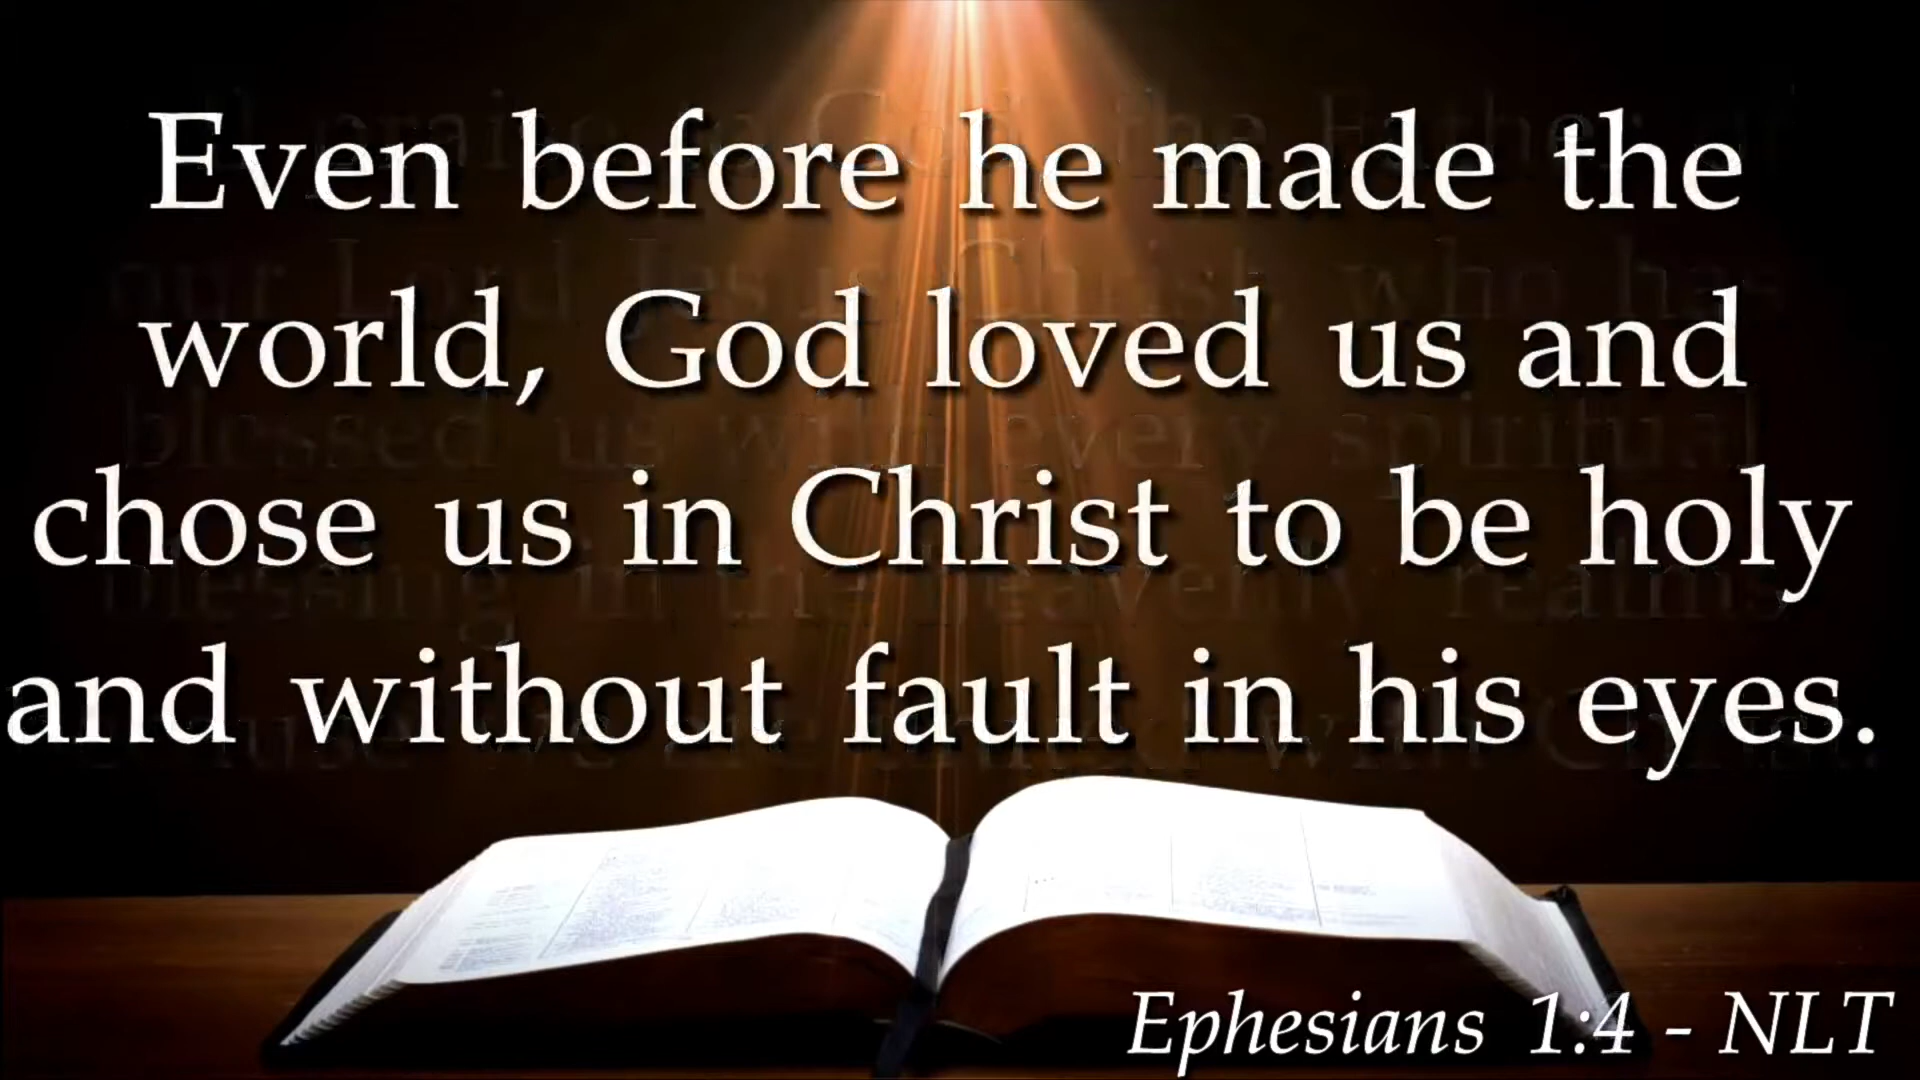 Even before he made the
world, God loved us and
chose us in Christ to be holy
and without fault in his eyes.
Ephesians 1:4 - NLT